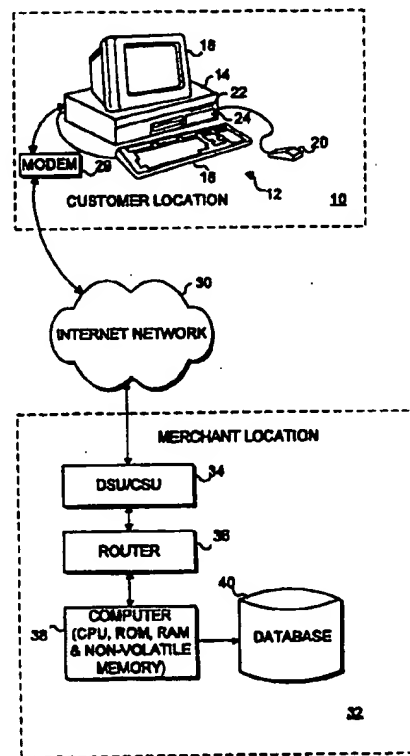 18
14
22
24
20
MODEM
29
16
12
CUSTOMER LOCATION
10
30
INTERNET NETWORK
MERCHANT LOCATION
DSU/CSU
34
ROUTER
36
40
COMPUTER
38
(CPU, ROM, RAM
& NON-VOLATILE
MEMORY)
DATABASE
32